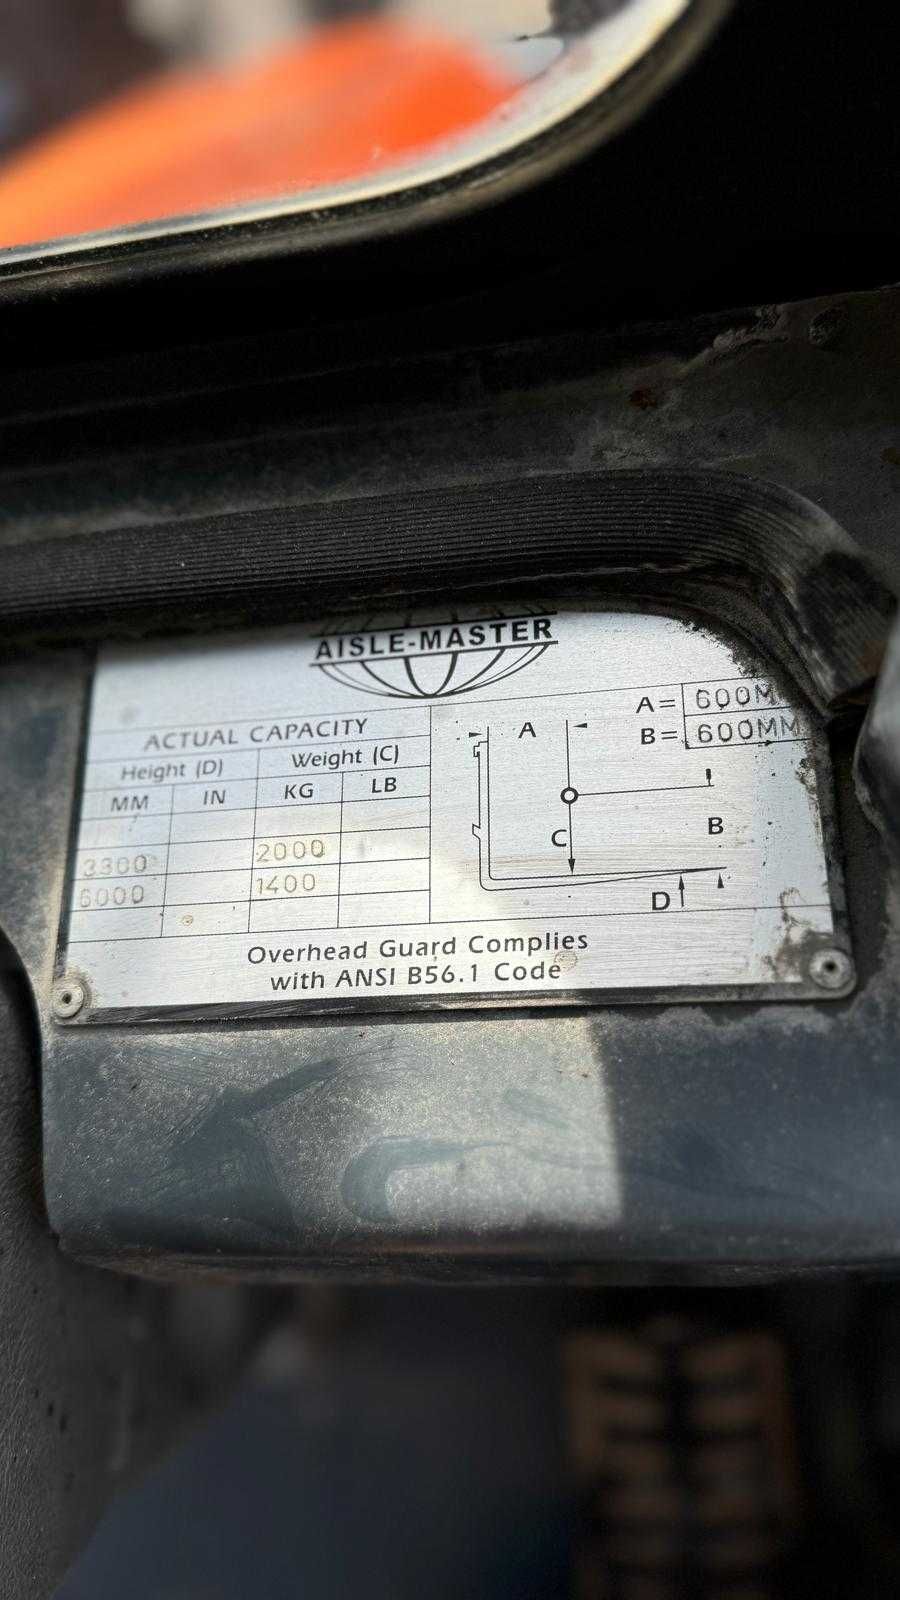 AISLE-MASTER
ACTUAL CAPACITY
Height (D) Weight (C)
MM IN KG LB
3300 2000
6000 1400
A= 600MM
B= 600MM
A
B
C
D
Overhead Guard Complies
with ANSI B56.1 Code